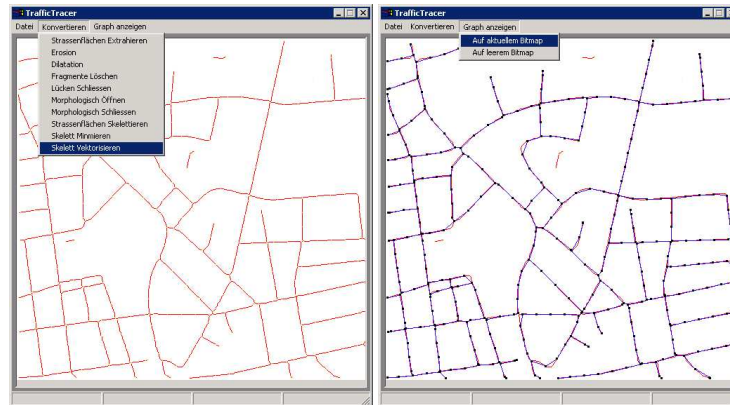 TrafficTracer
Datei Konvertieren Graph anzeigen
Strassenflächen Extrahieren
Erosion
Dilatation
Fragmente Löschen
Lücken Schliessen
Morphologisch Öffnen
Morphologisch Schliessen
Strassenflächen Skelettieren
Skelett Minmieren
Skelett Vektorisieren
TrafficTracer
Datei Konvertieren Graph anzeigen
Auf aktuellem Bitmap
Auf leerem Bitmap